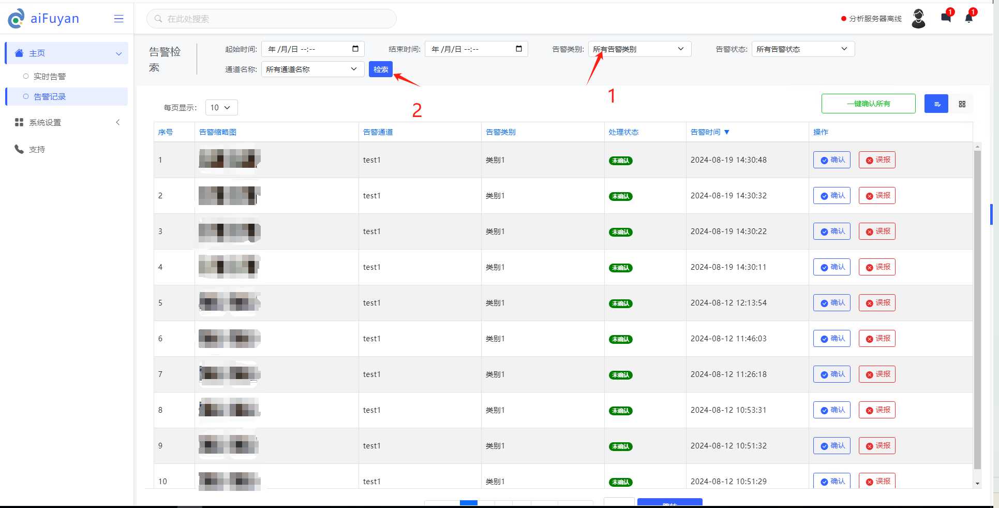 aiFuyan
在此处搜索
分析服务器离线
1
1
主页
实时告警
告警记录
系统设置
支持
告警检
索
起始时间: 年 /月/日 --:--
结束时间: 年 /月/日 --:--
告警类别: 所有告警类别
告警状态: 所有告警状态
通道名称: 所有通道名称
检索
1
2
每页显示: 10
一键确认所有
序号 告警缩略图 告警通道 告警类别 处理状态 告警时间 ▼ 操作
1 test1 类别1 未确认 2024-08-19 14:30:48 确认 误报
2 test1 类别1 未确认 2024-08-19 14:30:32 确认 误报
3 test1 类别1 未确认 2024-08-19 14:30:22 确认 误报
4 test1 类别1 未确认 2024-08-19 14:30:11 确认 误报
5 test1 类别1 未确认 2024-08-12 12:13:54 确认 误报
6 test1 类别1 未确认 2024-08-12 11:46:03 确认 误报
7 test1 类别1 未确认 2024-08-12 11:26:18 确认 误报
8 test1 类别1 未确认 2024-08-12 10:53:31 确认 误报
9 test1 类别1 未确认 2024-08-12 10:51:32 确认 误报
10 test1 类别1 未确认 2024-08-12 10:51:29 确认 误报